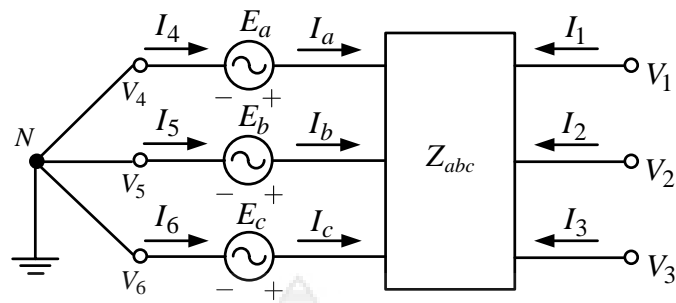 I4 Ea Ia I1
V4 − + V1
I5 Eb Ib I2
N V5 − + Zabc V2
I6 Ec Ic I3
V6 − + V3